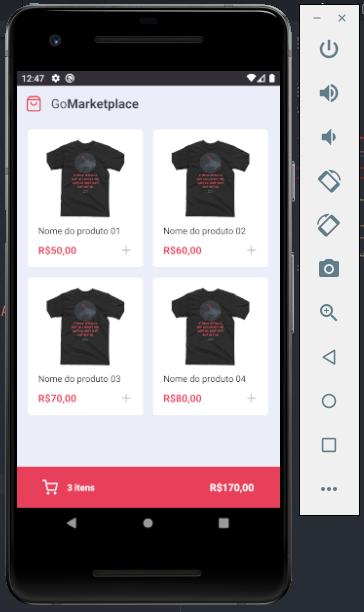 12:47
GoMarketplace
Nome do produto 01
R$50,00
Nome do produto 02
R$60,00
Nome do produto 03
R$70,00
Nome do produto 04
R$80,00
3 itens
R$170,00